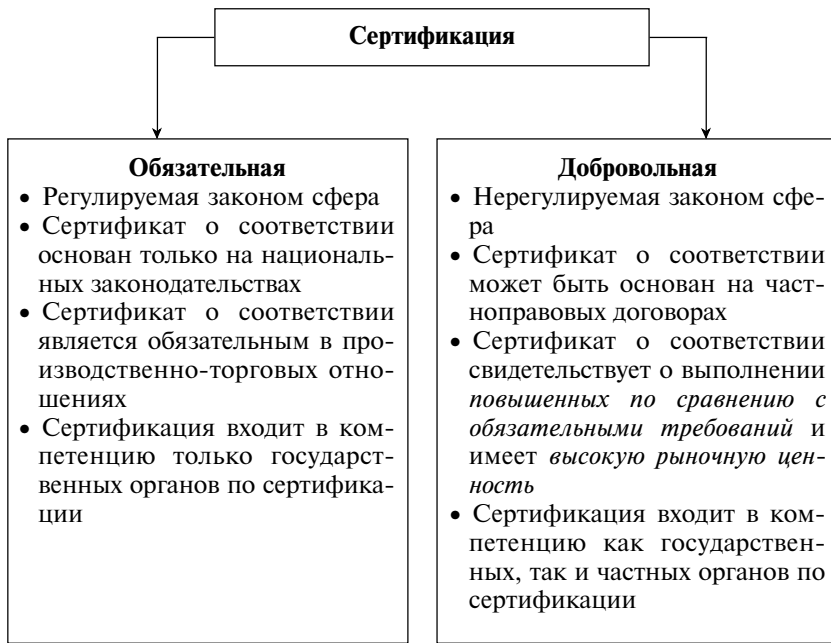 Сертификация
Обязательная
• Регулируемая законом сфера
• Сертификат о соответствии
основан только на националь-
ных законодательствах
• Сертификат о соответствии
является обязательным в про-
изводственно-торговых отно-
шениях
• Сертификация входит в ком-
петенцию только государст-
венных органов по сертифика-
ции
Добровольная
• Нерегулируемая законом сфе-
ра
• Сертификат о соответствии
может быть основан на част-
ноправовых договорах
• Сертификат о соответствии
свидетельствует о выполнении
повышенных по сравнению с
обязательными требований и
имеет высокую рыночную цен-
ность
• Сертификация входит в ком-
петенцию как государствен-
ных, так и частных органов по
сертификации